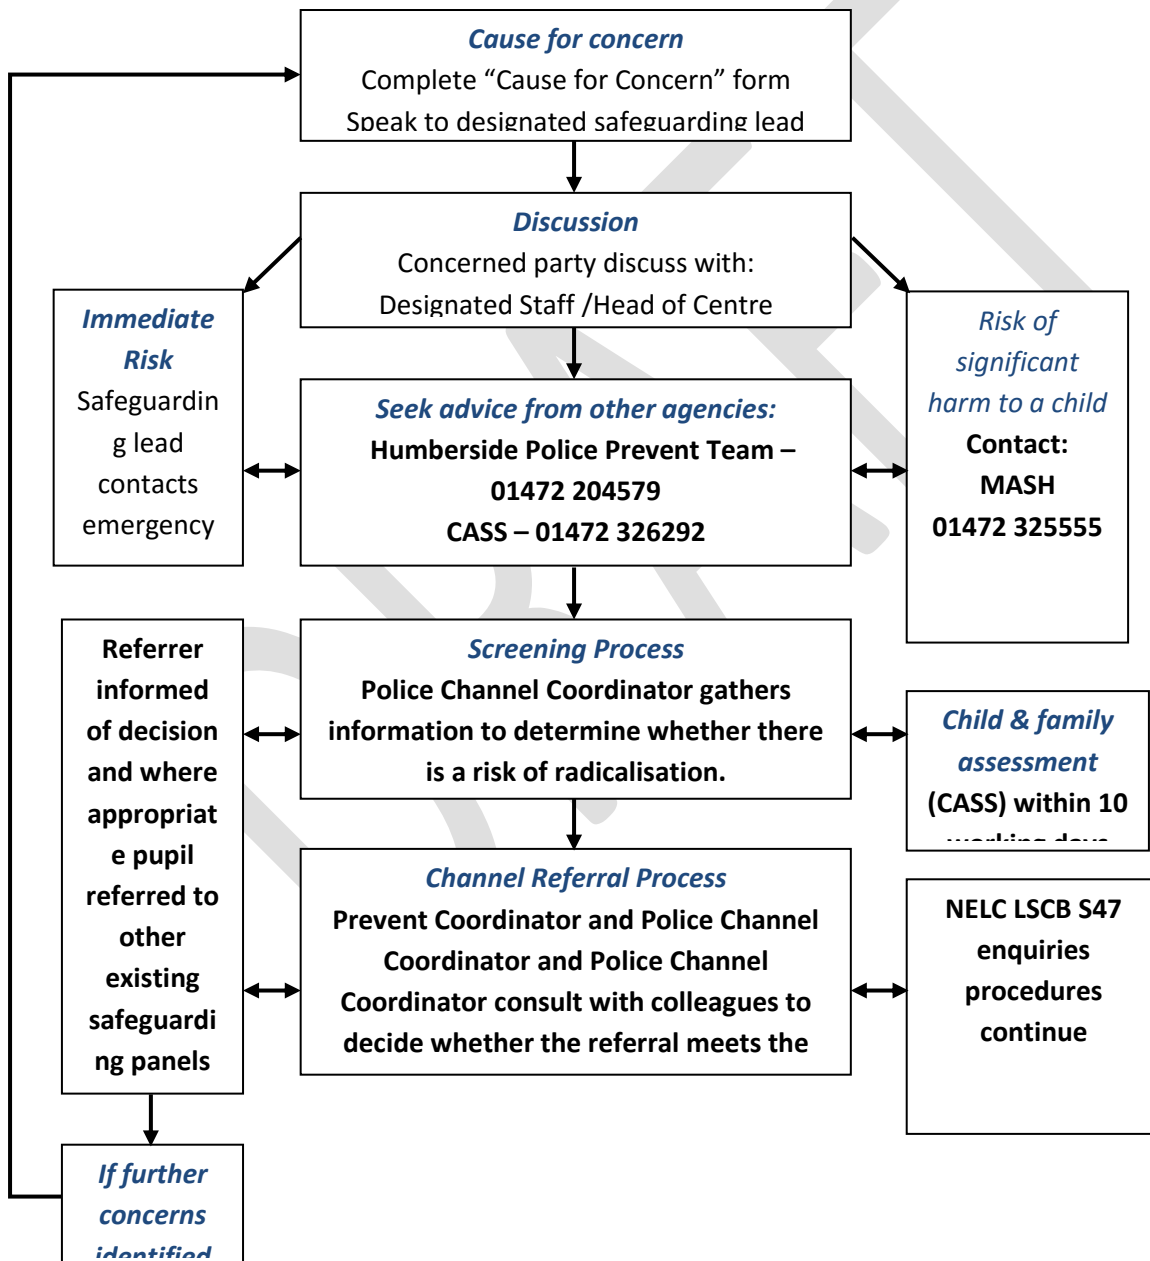 Cause for concern
Complete “Cause for Concern” form
Speak to designated safeguarding lead
Discussion
Concerned party discuss with:
Designated Staff /Head of Centre
Immediate
Risk
Safeguardin
g lead
contacts
emergency
Seek advice from other agencies:
Humberside Police Prevent Team –
01472 204579
CASS – 01472 326292
Risk of
significant
harm to a child
Contact:
MASH
01472 325555
Referrer
informed
of decision
and where
appropriat
e pupil
referred to
other
existing
safeguardi
ng panels
Screening Process
Police Channel Coordinator gathers
information to determine whether there
is a risk of radicalisation.
Child & family
assessment
(CASS) within 10
working days
Channel Referral Process
Prevent Coordinator and Police Channel
Coordinator and Police Channel
Coordinator consult with colleagues to
decide whether the referral meets the
NELC LSCB S47
enquiries
procedures
continue
If further
concerns
identified
DRAFT